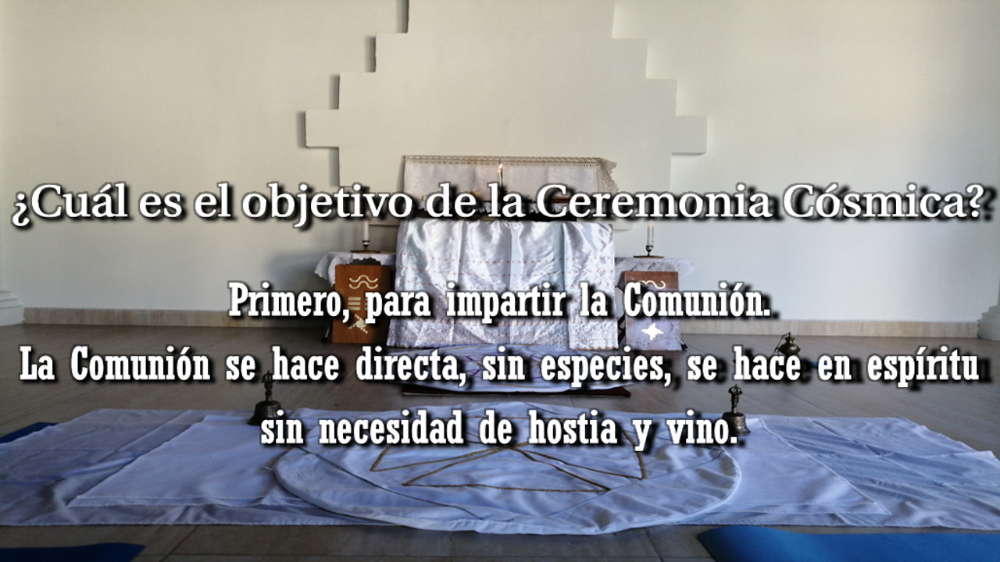 ¿Cuál es el objetivo de la Ceremonia Cósmica?
Primero, para impartir la Comunión.
La Comunión se hace directa, sin especies, se hace en espíritu
sin necesidad de hostia y vino.